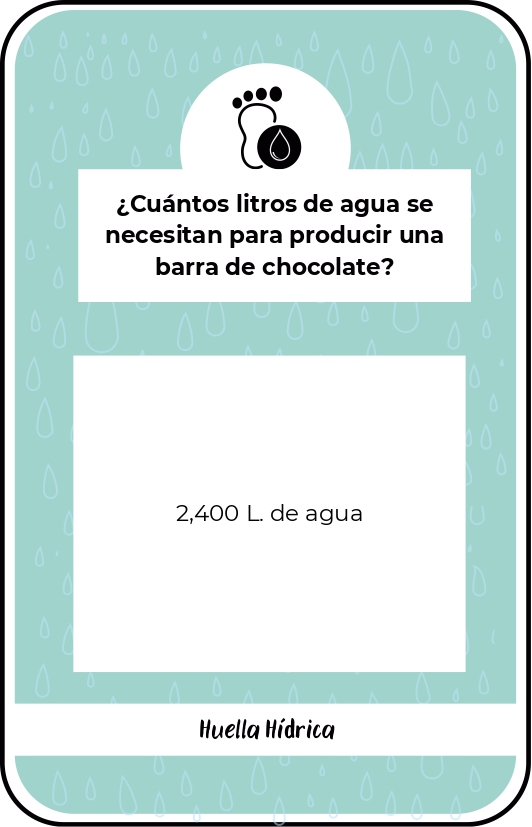 ¿Cuántos litros de agua se
necesitan para producir una
barra de chocolate?
2,400 L. de agua
Huella Hídrica